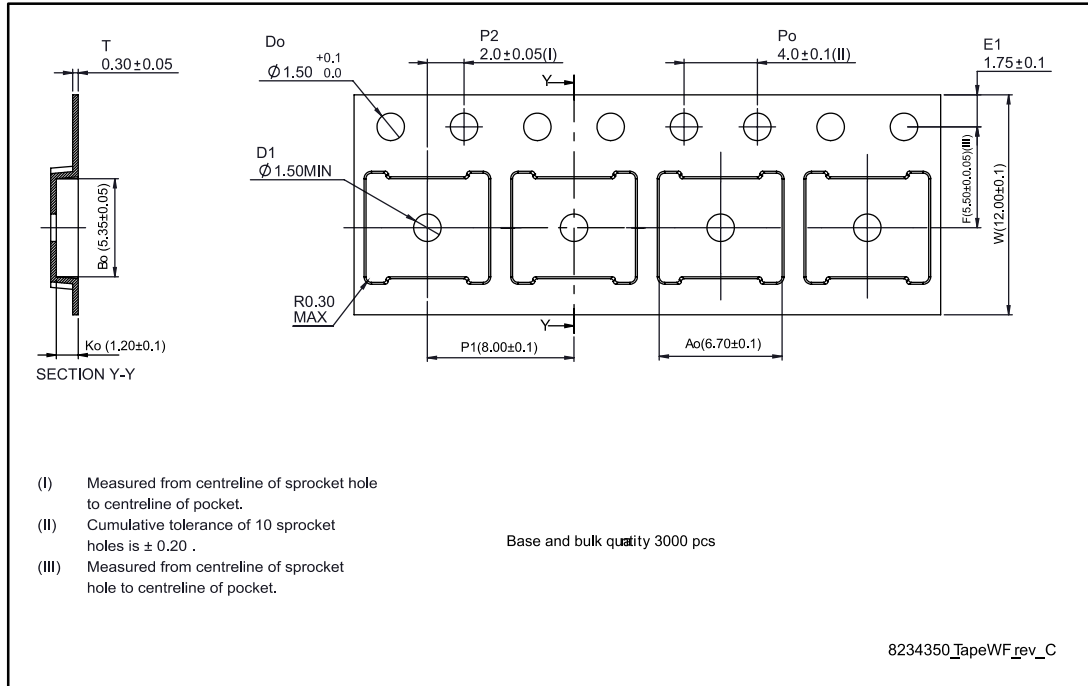 T
0.30±0.05
Do
Ø1.50 +0.1 0.0
P2
2.0±0.05(I)
Po
4.0±0.1(II)
E1
1.75±0.1
Y
D1
Ø1.50MIN
Bo (5.35±0.05)
F(5.50±0.0.05)(III)
W(12.00±0.1)
R0.30
MAX
Y
Ko (1.20±0.1)
P1(8.00±0.1)
Ao(6.70±0.1)
SECTION Y-Y
(I) Measured from centreline of sprocket hole
to centreline of pocket.
(II) Cumulative tolerance of 10 sprocket
holes is ± 0.20 .
(III) Measured from centreline of sprocket
hole to centreline of pocket.
Base and bulk quatity 3000 pcs
8234350_TapeWF_rev_C